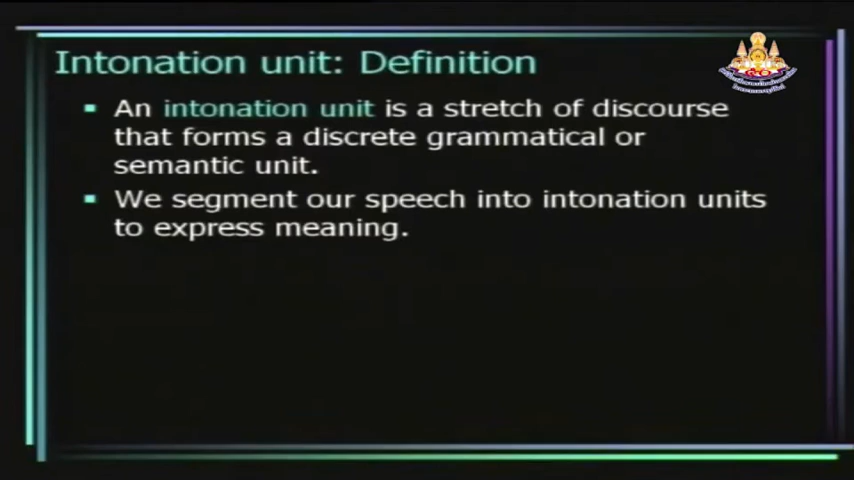 Intonation unit: Definition
An intonation unit is a stretch of discourse
that forms a discrete grammatical or
semantic unit.
We segment our speech into intonation units
to express meaning.